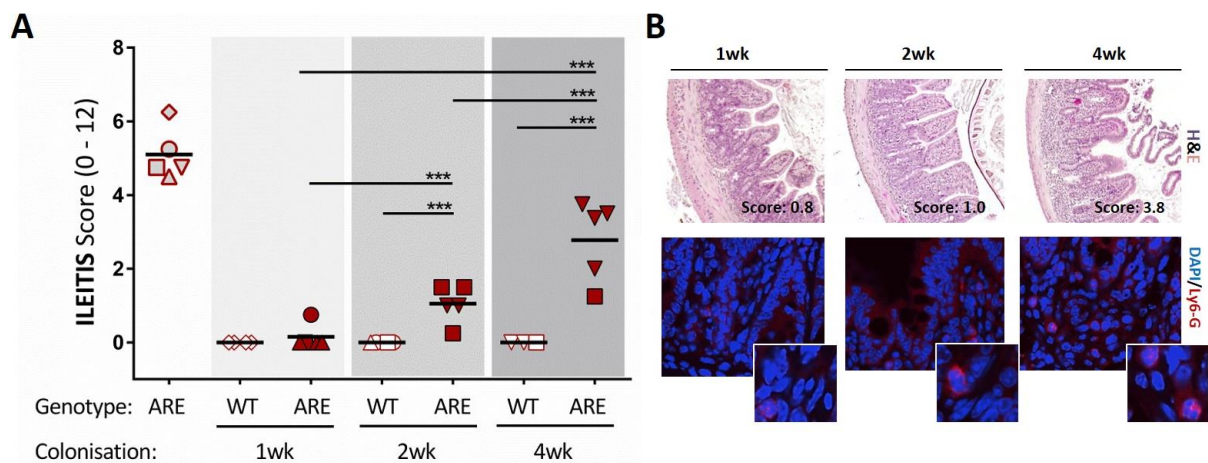 A
ILEITIS Score (0 - 12)
8
6
4
2
0
***
***
***
***
***
Genotype: ARE WT ARE WT ARE WT ARE
Colonisation: 1wk 2wk 4wk
B
1wk 2wk 4wk
Score: 0.8 Score: 1.0 Score: 3.8
H&E
DAPI/Ly6-G